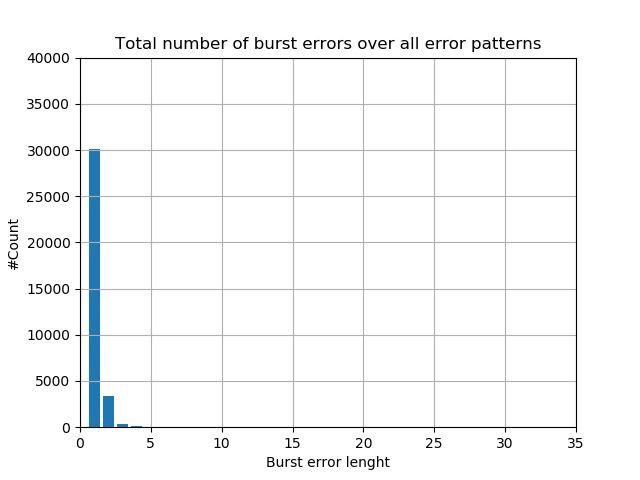 Total number of burst errors over all error patterns
40000
35000
30000
25000
20000
15000
10000
5000
0
#Count
0 5 10 15 20 25 30 35
Burst error lenght